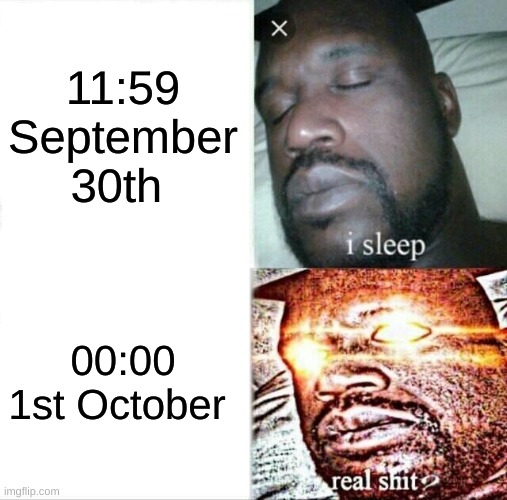 11:59
September
30th
i sleep
00:00
1st October
real shit?
imgflip.com